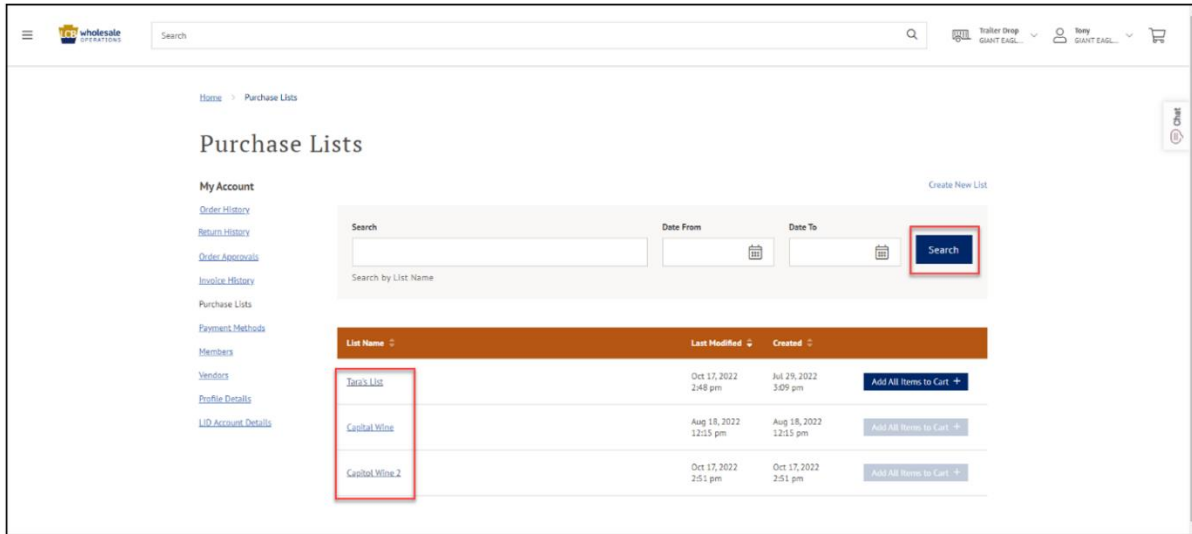 LCB wholesale
OPERATIONS
Search
Trailer Drop
GIANT EAGL...
Tony
GIANT EAGL...
Home > Purchase Lists
Chat
Purchase Lists
My Account
Create New List
Order History
Return History
Order Approvals
Invoice History
Purchase Lists
Payment Methods
Members
Vendors
Profile Details
LID Account Details
Search
Date From
Date To
Search
Search by List Name
List Name
Last Modified
Created
Tara's List
Oct 17, 2022
2:48 pm
Jul 29, 2022
3:09 pm
Add All Items to Cart +
Capital Wine
Aug 18, 2022
12:15 pm
Aug 18, 2022
12:15 pm
Add All Items to Cart +
Capitol Wine 2
Oct 17, 2022
2:51 pm
Oct 17, 2022
2:51 pm
Add All Items to Cart +